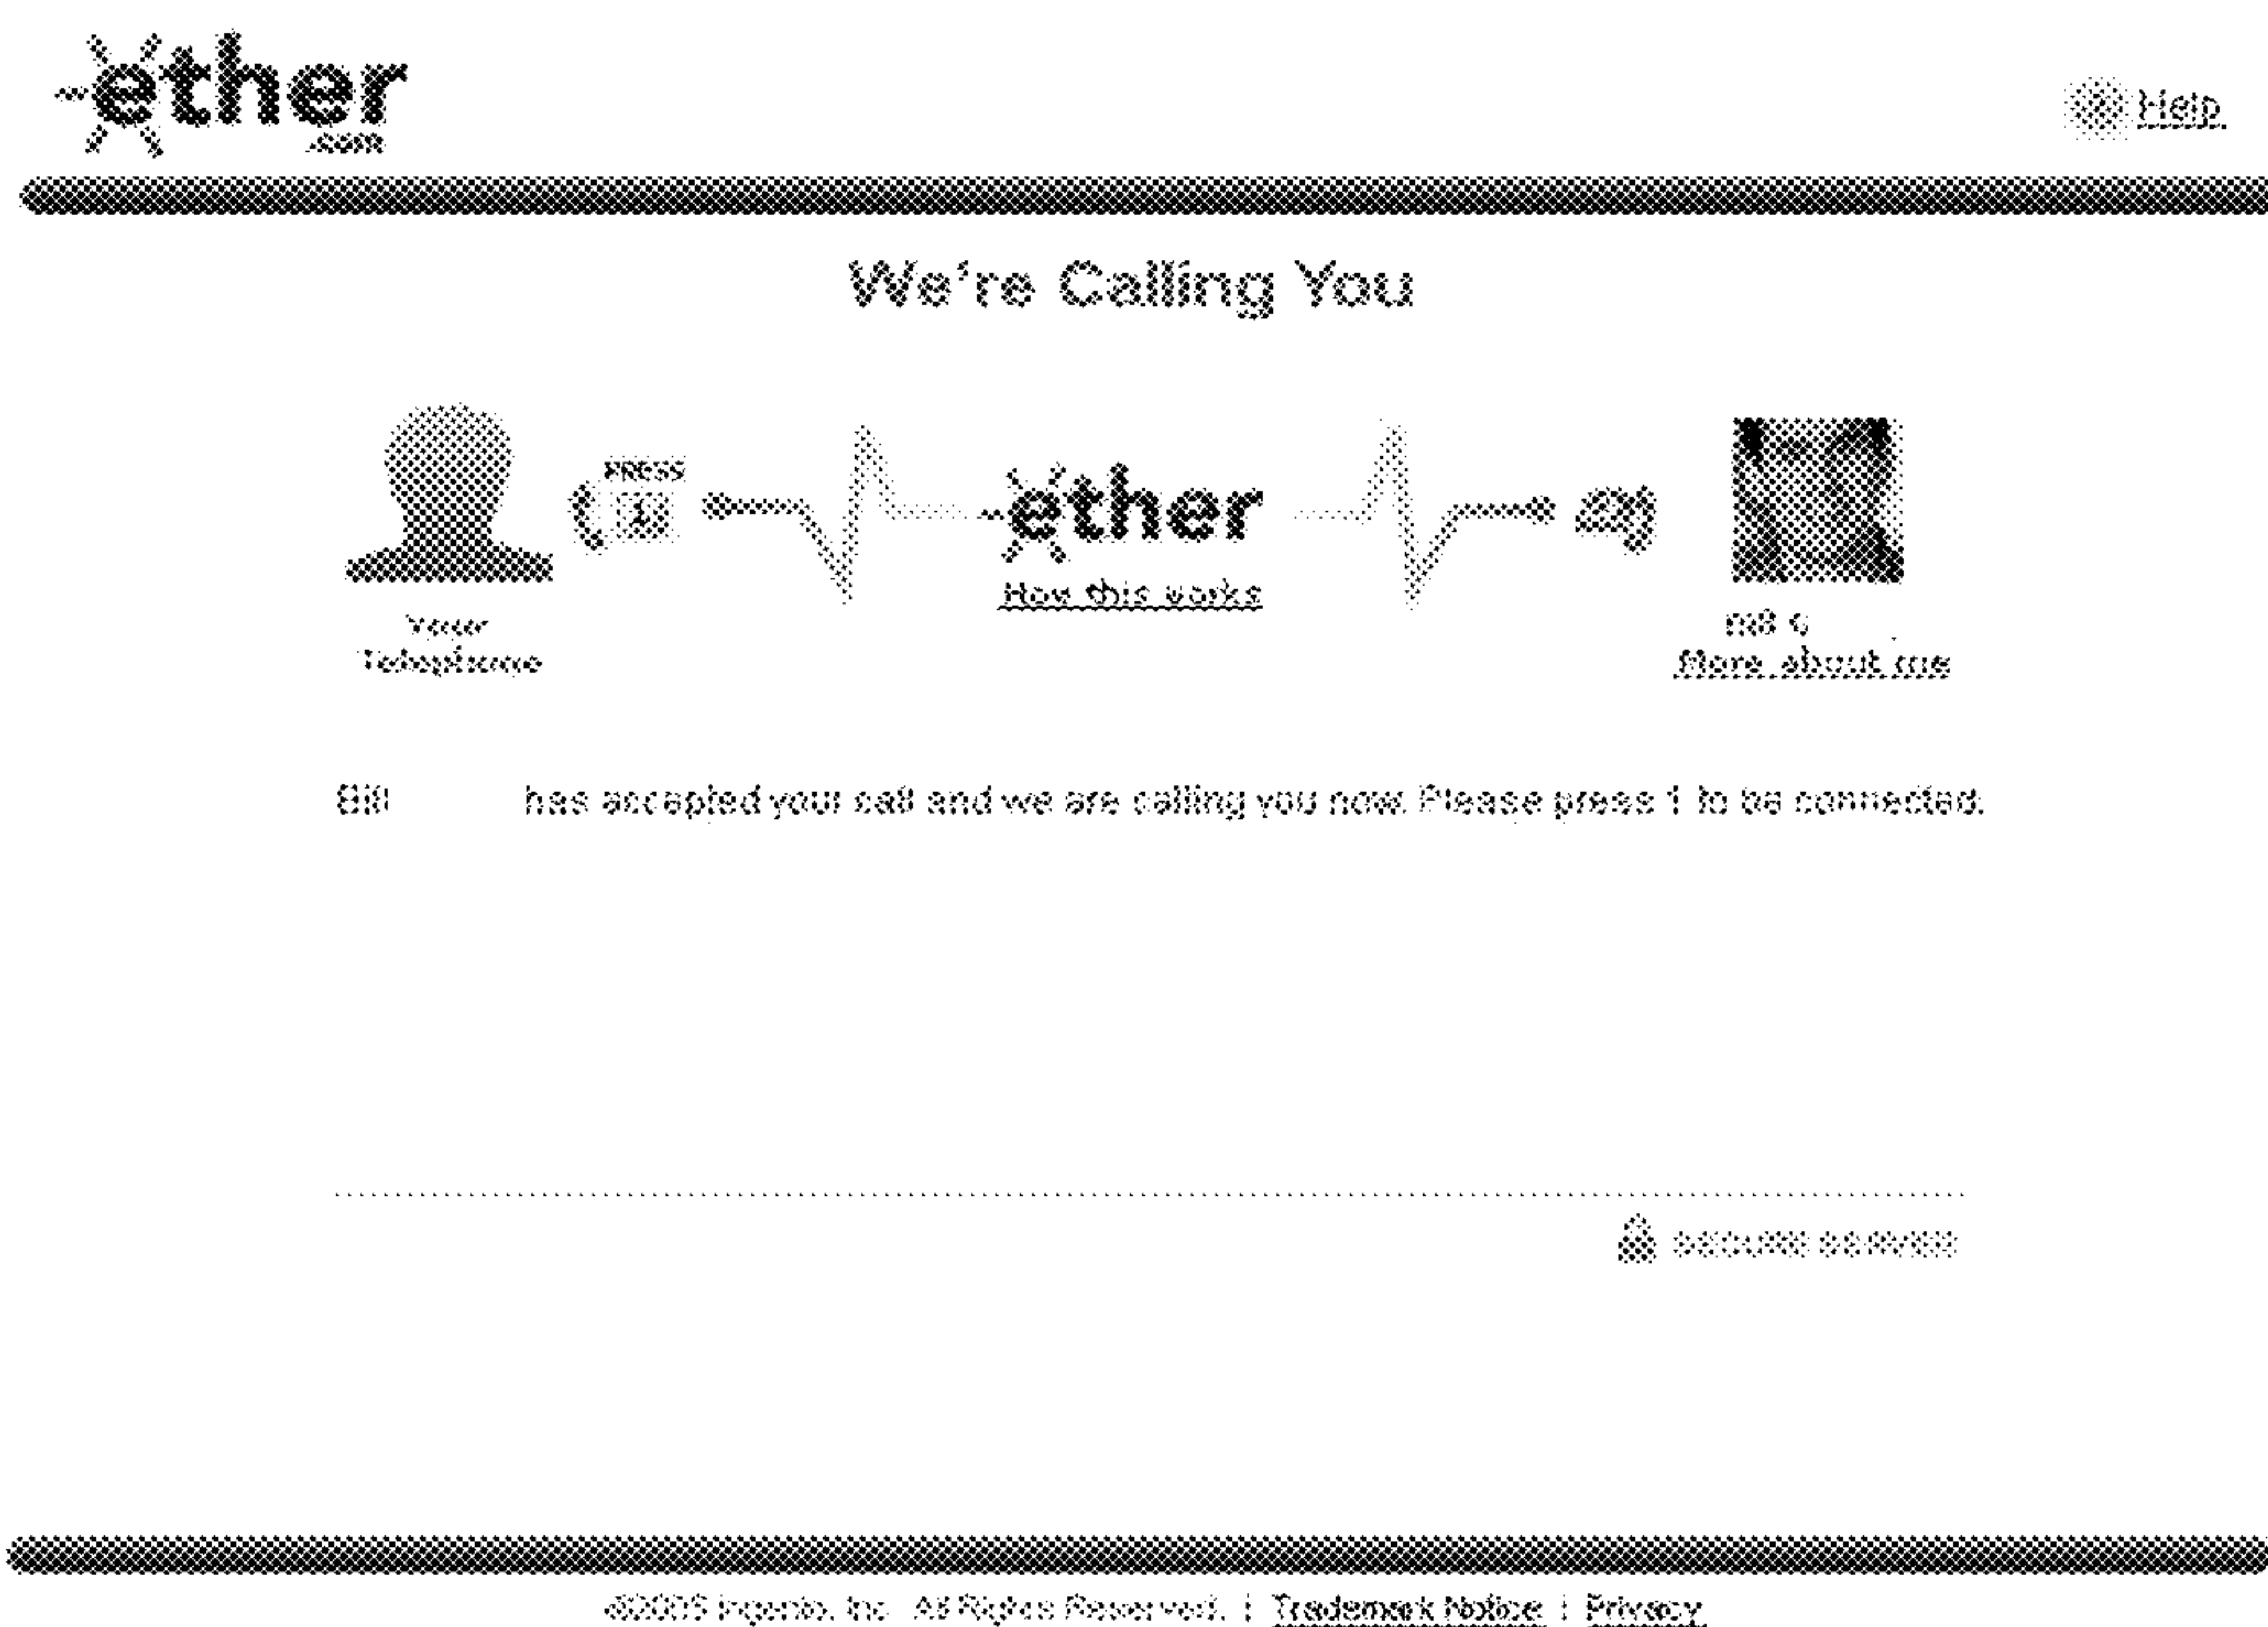 ether
.com
Help
We're Calling You
PRESS
1
ether
How this works
Your
Telephone
Bill G
More about me
Bill has accepted your call and we are calling you now. Please press 1 to be connected.
SECURE SERVER
©2005 Ingenio, Inc. All Rights Reserved. | Trademark Notice | Privacy